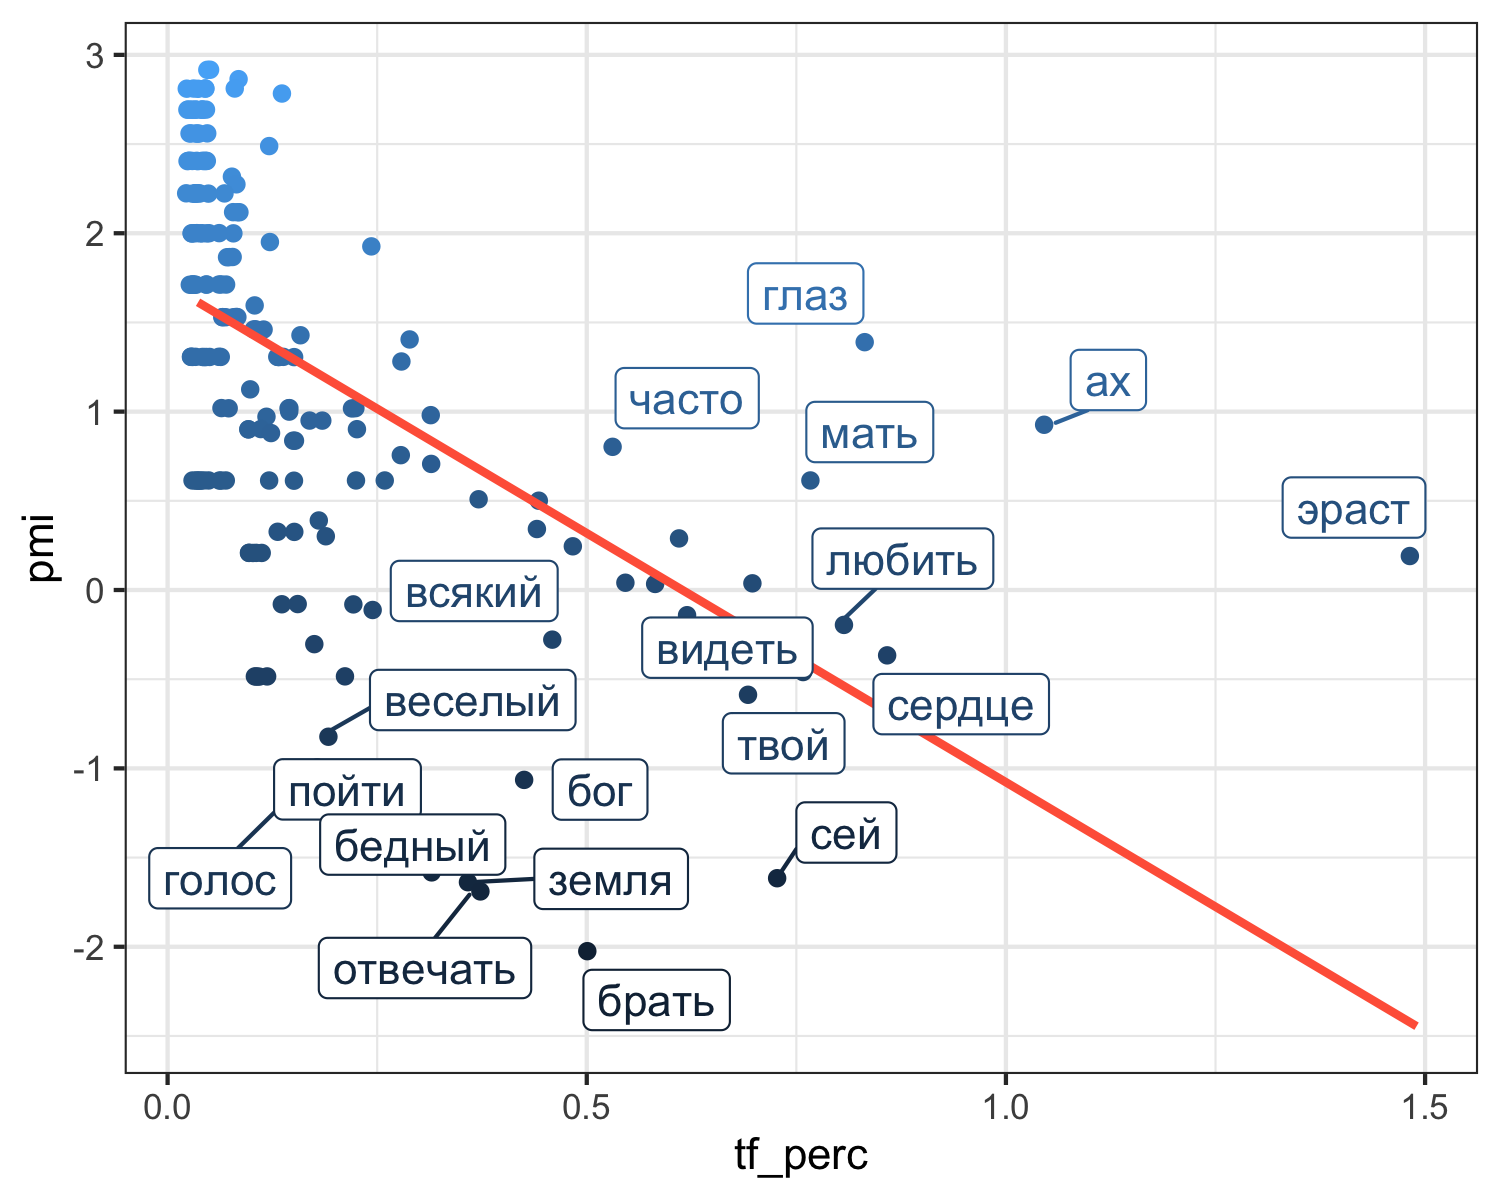 3
2
1
0
-1
-2
pmi
глаз
ах
часто
мать
эраст
любить
всякий
видеть
веселый
сердце
твой
пойти
бог
сей
бедный
голос
земля
отвечать
брать
0.0
0.5
1.0
1.5
tf_perc